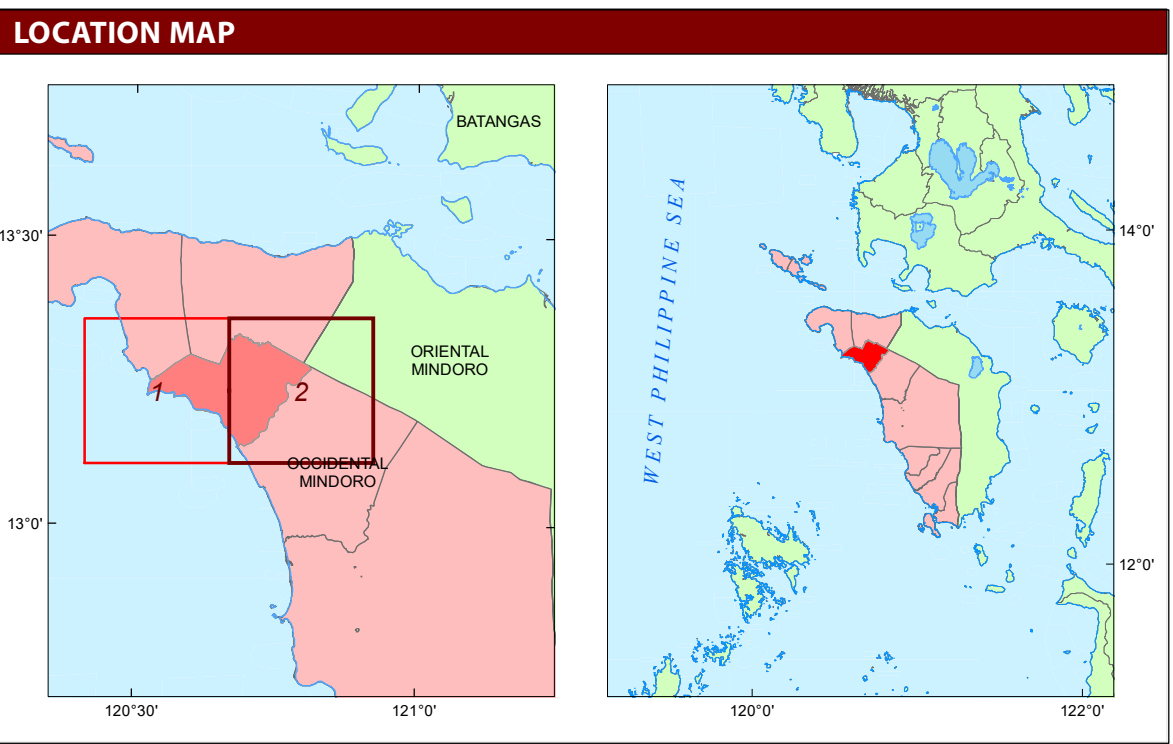 LOCATION MAP
BATANGAS
13°30'
1
2
ORIENTAL
MINDORO
OCCIDENTAL
MINDORO
13°0'
120°30'
121°0'
WEST PHILIPPINE SEA
14°0'
12°0'
120°0'
122°0'